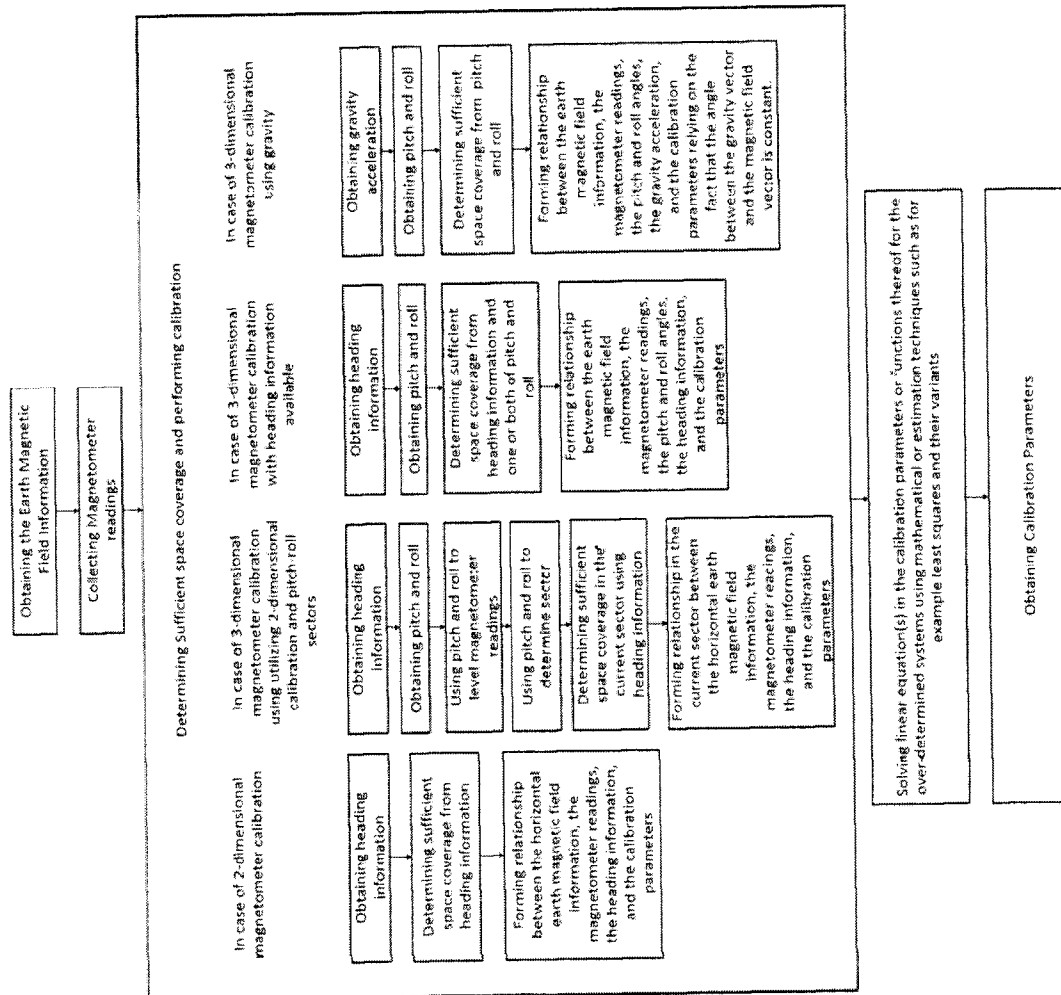 Obtaining the Earth Magnetic
Field Information
Collecting Magnetometer
readings
Determining Sufficient space coverage and performing calibration
In case of 2-dimensional
magnetometer calibration
Obtaining heading
information
Determining sufficient
space coverage from
heading information
Forming relationship
between the horizontal
earth magnetic field
information, the
magnetometer readings,
the heading information,
and the calibration
parameters
In case of 3-dimensional
magnetometer calibration
using utilizing 2-dimensional
calibration and pitch-roll
sectors
Obtaining heading
information
Obtaining pitch and roll
Using pitch and roll to
level magnetometer
readings
Using pitch and roll to
determine sector
Determining sufficient
space coverage in the
current sector using
heading information
Forming relationship in the
current sector between
the horizontal earth
magnetic field
information, the
magnetometer readings,
the heading information,
and the calibration
parameters
In case of 3-dimensional
magnetometer calibration
with heading information
available
Obtaining heading
information
Obtaining pitch and roll
Determining sufficient
space coverage from
heading information and
one or both of pitch and
roll
Forming relationship
between the earth
magnetic field
information, the
magnetometer readings,
the pitch and roll angles,
the heading information,
and the calibration
parameters
In case of 3-dimensional
magnetometer calibration
using gravity
Obtaining gravity
acceleration
Obtaining pitch and roll
Determining sufficient
space coverage from pitch
and roll
Forming relationship
between the earth
magnetic field
information, the
magnetometer readings,
the pitch and roll angles,
the gravity acceleration,
and the calibration
parameters relying on the
fact that the angle
between the gravity vector
and the magnetic field
vector is constant.
Solving linear equation(s) in the calibration parameters or functions thereof for the
over-determined systems using mathematical or estimation techniques such as for
example least squares and their variants
Obtaining Calibration Parameters